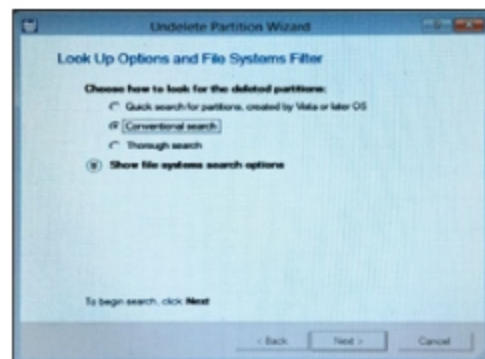 Undelete Partition Wizard
Look Up Options and File Systems Filter
Choose how to look for the deleted partitions:
Quick search for partitions, created by Vista or later OS
Conventional search
Thorough search
Show file systems search options
To begin search, click Next
< Back Next > Cancel